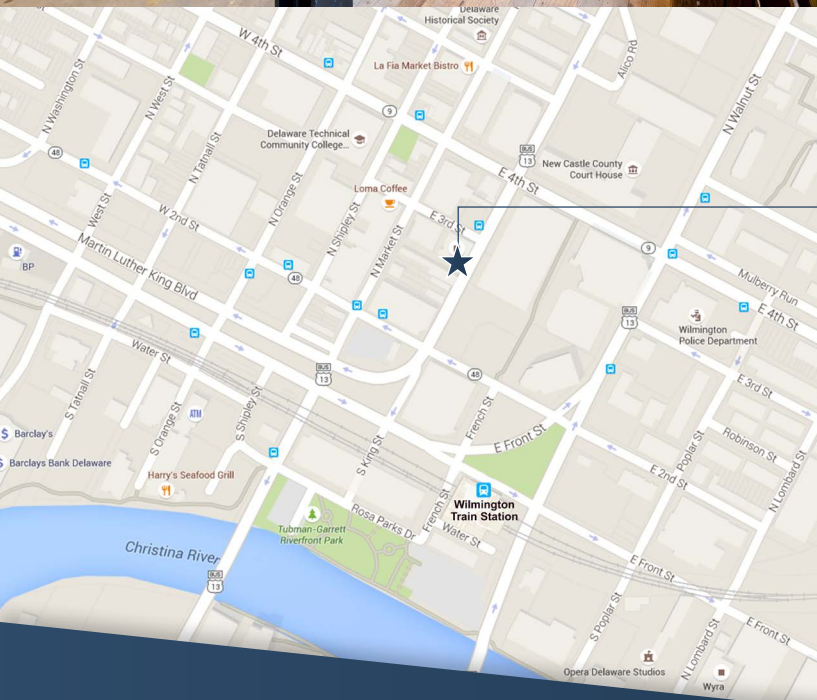 Delaware
Historical Society
W 4th St
La Fia Market Bistro
Alico Rd
N Washington St
N West St
N Walnut St
9
Delaware Technical
Community College...
N Tatnall St
48
BUS
13
New Castle County
Court House
E 4th St
Loma Coffee
N Orange St
West St
W 2nd St
N Shipley St
E 3rd St
N Market St
Martin Luther King Blvd
BP
48
9
Mulberry Run
E 4th St
BUS
13
Wilmington
Police Department
Water St
BUS
13
48
E 3rd St
S Tatnall St
S Orange St
ATM
S Shipley St
French St
E Front St
Robinson St
Barclay's
Barclays Bank Delaware
S King St
Poplar St
E 2nd St
N Lombard St
Harry's Seafood Grill
Wilmington
Train Station
French St
Rosa Parks Dr
Water St
Tubman-Garrett
Riverfront Park
Christina River
BUS
13
E Front St
S Poplar St
E Front St
N Lombard St
Opera Delaware Studios
Wyra